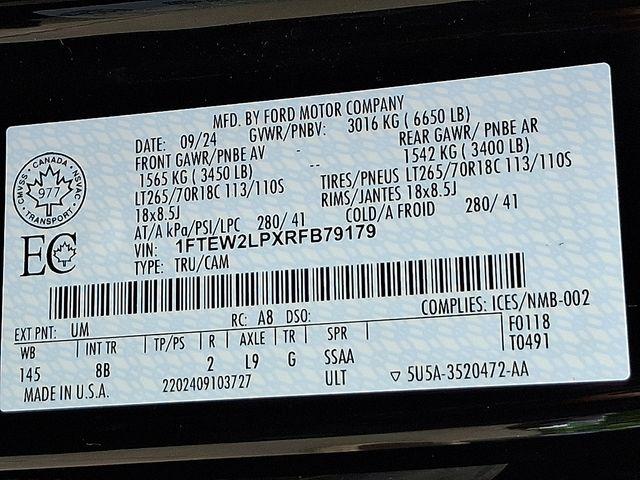 MFD. BY FORD MOTOR COMPANY
DATE: 09/24 GVWR/PNBV: 3016 KG ( 6650 LB)
FRONT GAWR/PNBE AV - REAR GAWR/ PNBE AR
1565 KG ( 3450 LB) -- 1542 KG ( 3400 LB)
LT265/70R18C 113/110S TIRES/PNEUS LT265/70R18C 113/110S
18x8.5J RIMS/JANTES 18x8.5J
AT/A kPa/PSI/LPC 280/ 41 COLD/A FROID 280/ 41
VIN: 1FTEW2LPXRFB79179
TYPE: TRU/CAM
CMVSS · CANADA · NSVAC
977
· TRANSPORT ·
EC
EXT PNT: UM RC: A8 DSO: COMPLIES: ICES/NMB-002
WB INT TR TP/PS R AXLE TR SPR F0118
145 8B 2 L9 G SSAA T0491
MADE IN U.S.A. 2202409103727 ULT ▽ 5U5A-3520472-AA